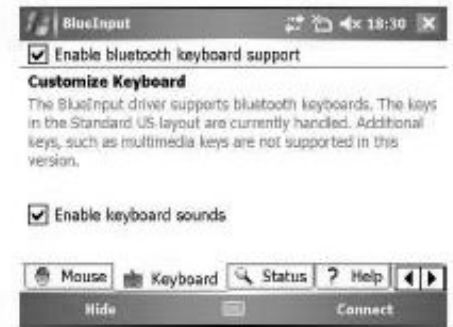 BlueInput 18:30
Enable bluetooth keyboard support
Customize Keyboard
The BlueInput driver supports bluetooth keyboards. The keys
in the Standard US layout are currently handled. Additional
keys, such as multimedia keys are not supported in this
version.
Enable keyboard sounds
Mouse Keyboard Status ? Help
Hide Connect